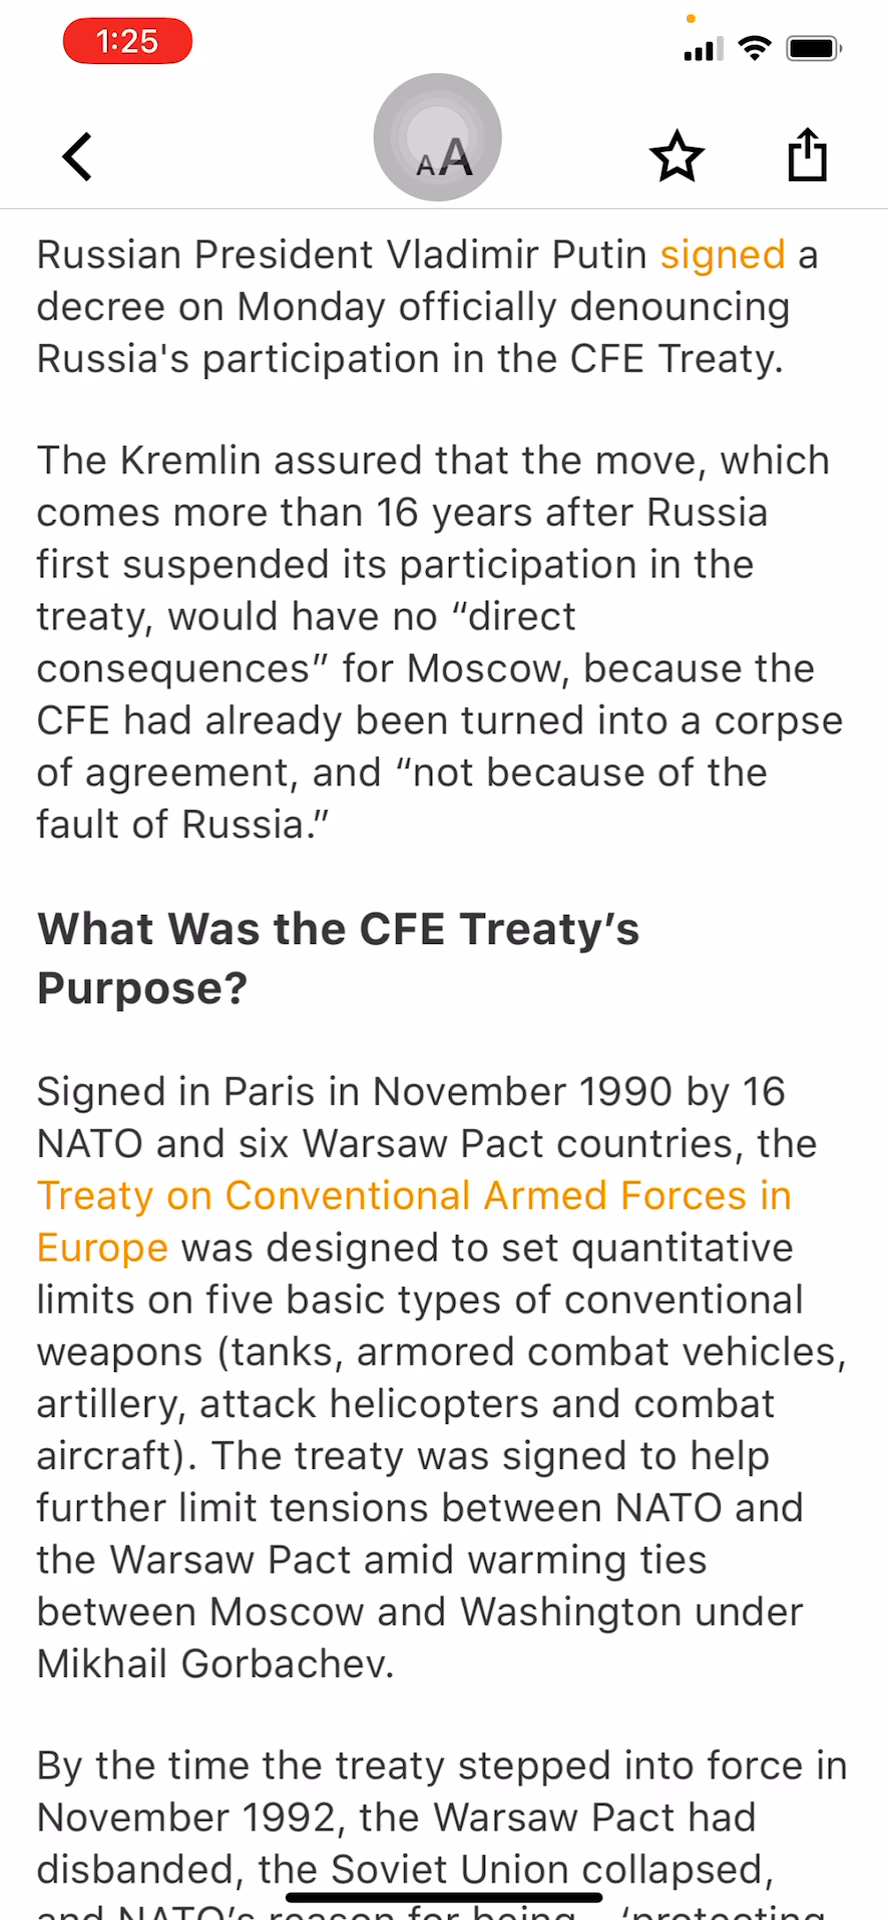 1:25
AA
Russian President Vladimir Putin signed a
decree on Monday officially denouncing
Russia's participation in the CFE Treaty.
The Kremlin assured that the move, which
comes more than 16 years after Russia
first suspended its participation in the
treaty, would have no “direct
consequences” for Moscow, because the
CFE had already been turned into a corpse
of agreement, and “not because of the
fault of Russia.”
What Was the CFE Treaty’s
Purpose?
Signed in Paris in November 1990 by 16
NATO and six Warsaw Pact countries, the
Treaty on Conventional Armed Forces in
Europe was designed to set quantitative
limits on five basic types of conventional
weapons (tanks, armored combat vehicles,
artillery, attack helicopters and combat
aircraft). The treaty was signed to help
further limit tensions between NATO and
the Warsaw Pact amid warming ties
between Moscow and Washington under
Mikhail Gorbachev.
By the time the treaty stepped into force in
November 1992, the Warsaw Pact had
disbanded, the Soviet Union collapsed,
and NATO’s reason for being – ‘protecting